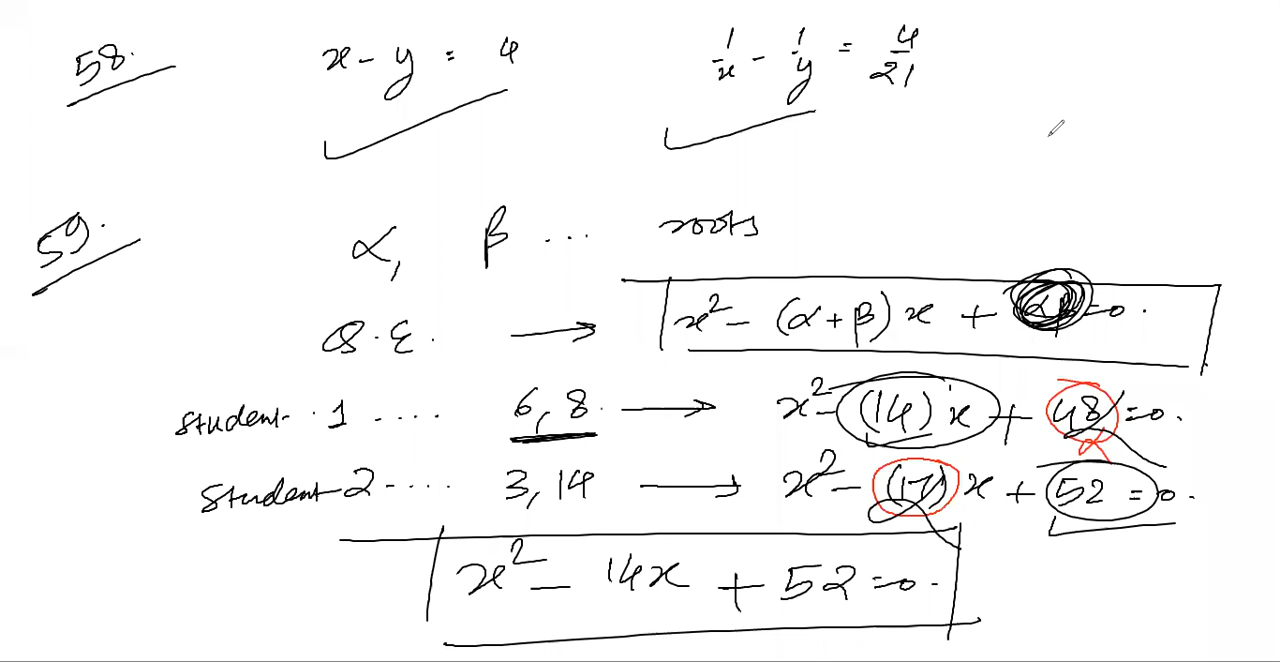 58. x - y = 4 1/x - 1/y = 4/21
59. α, β ... roots
Q.E. → x² - (α+β)x + αβ = 0.
Student 1 .... 6, 8. → x² - (14)x + 48 = 0.
Student 2 .... 3, 14 → x² - (17)x + 52 = 0.
x² - 14x + 52 = 0.